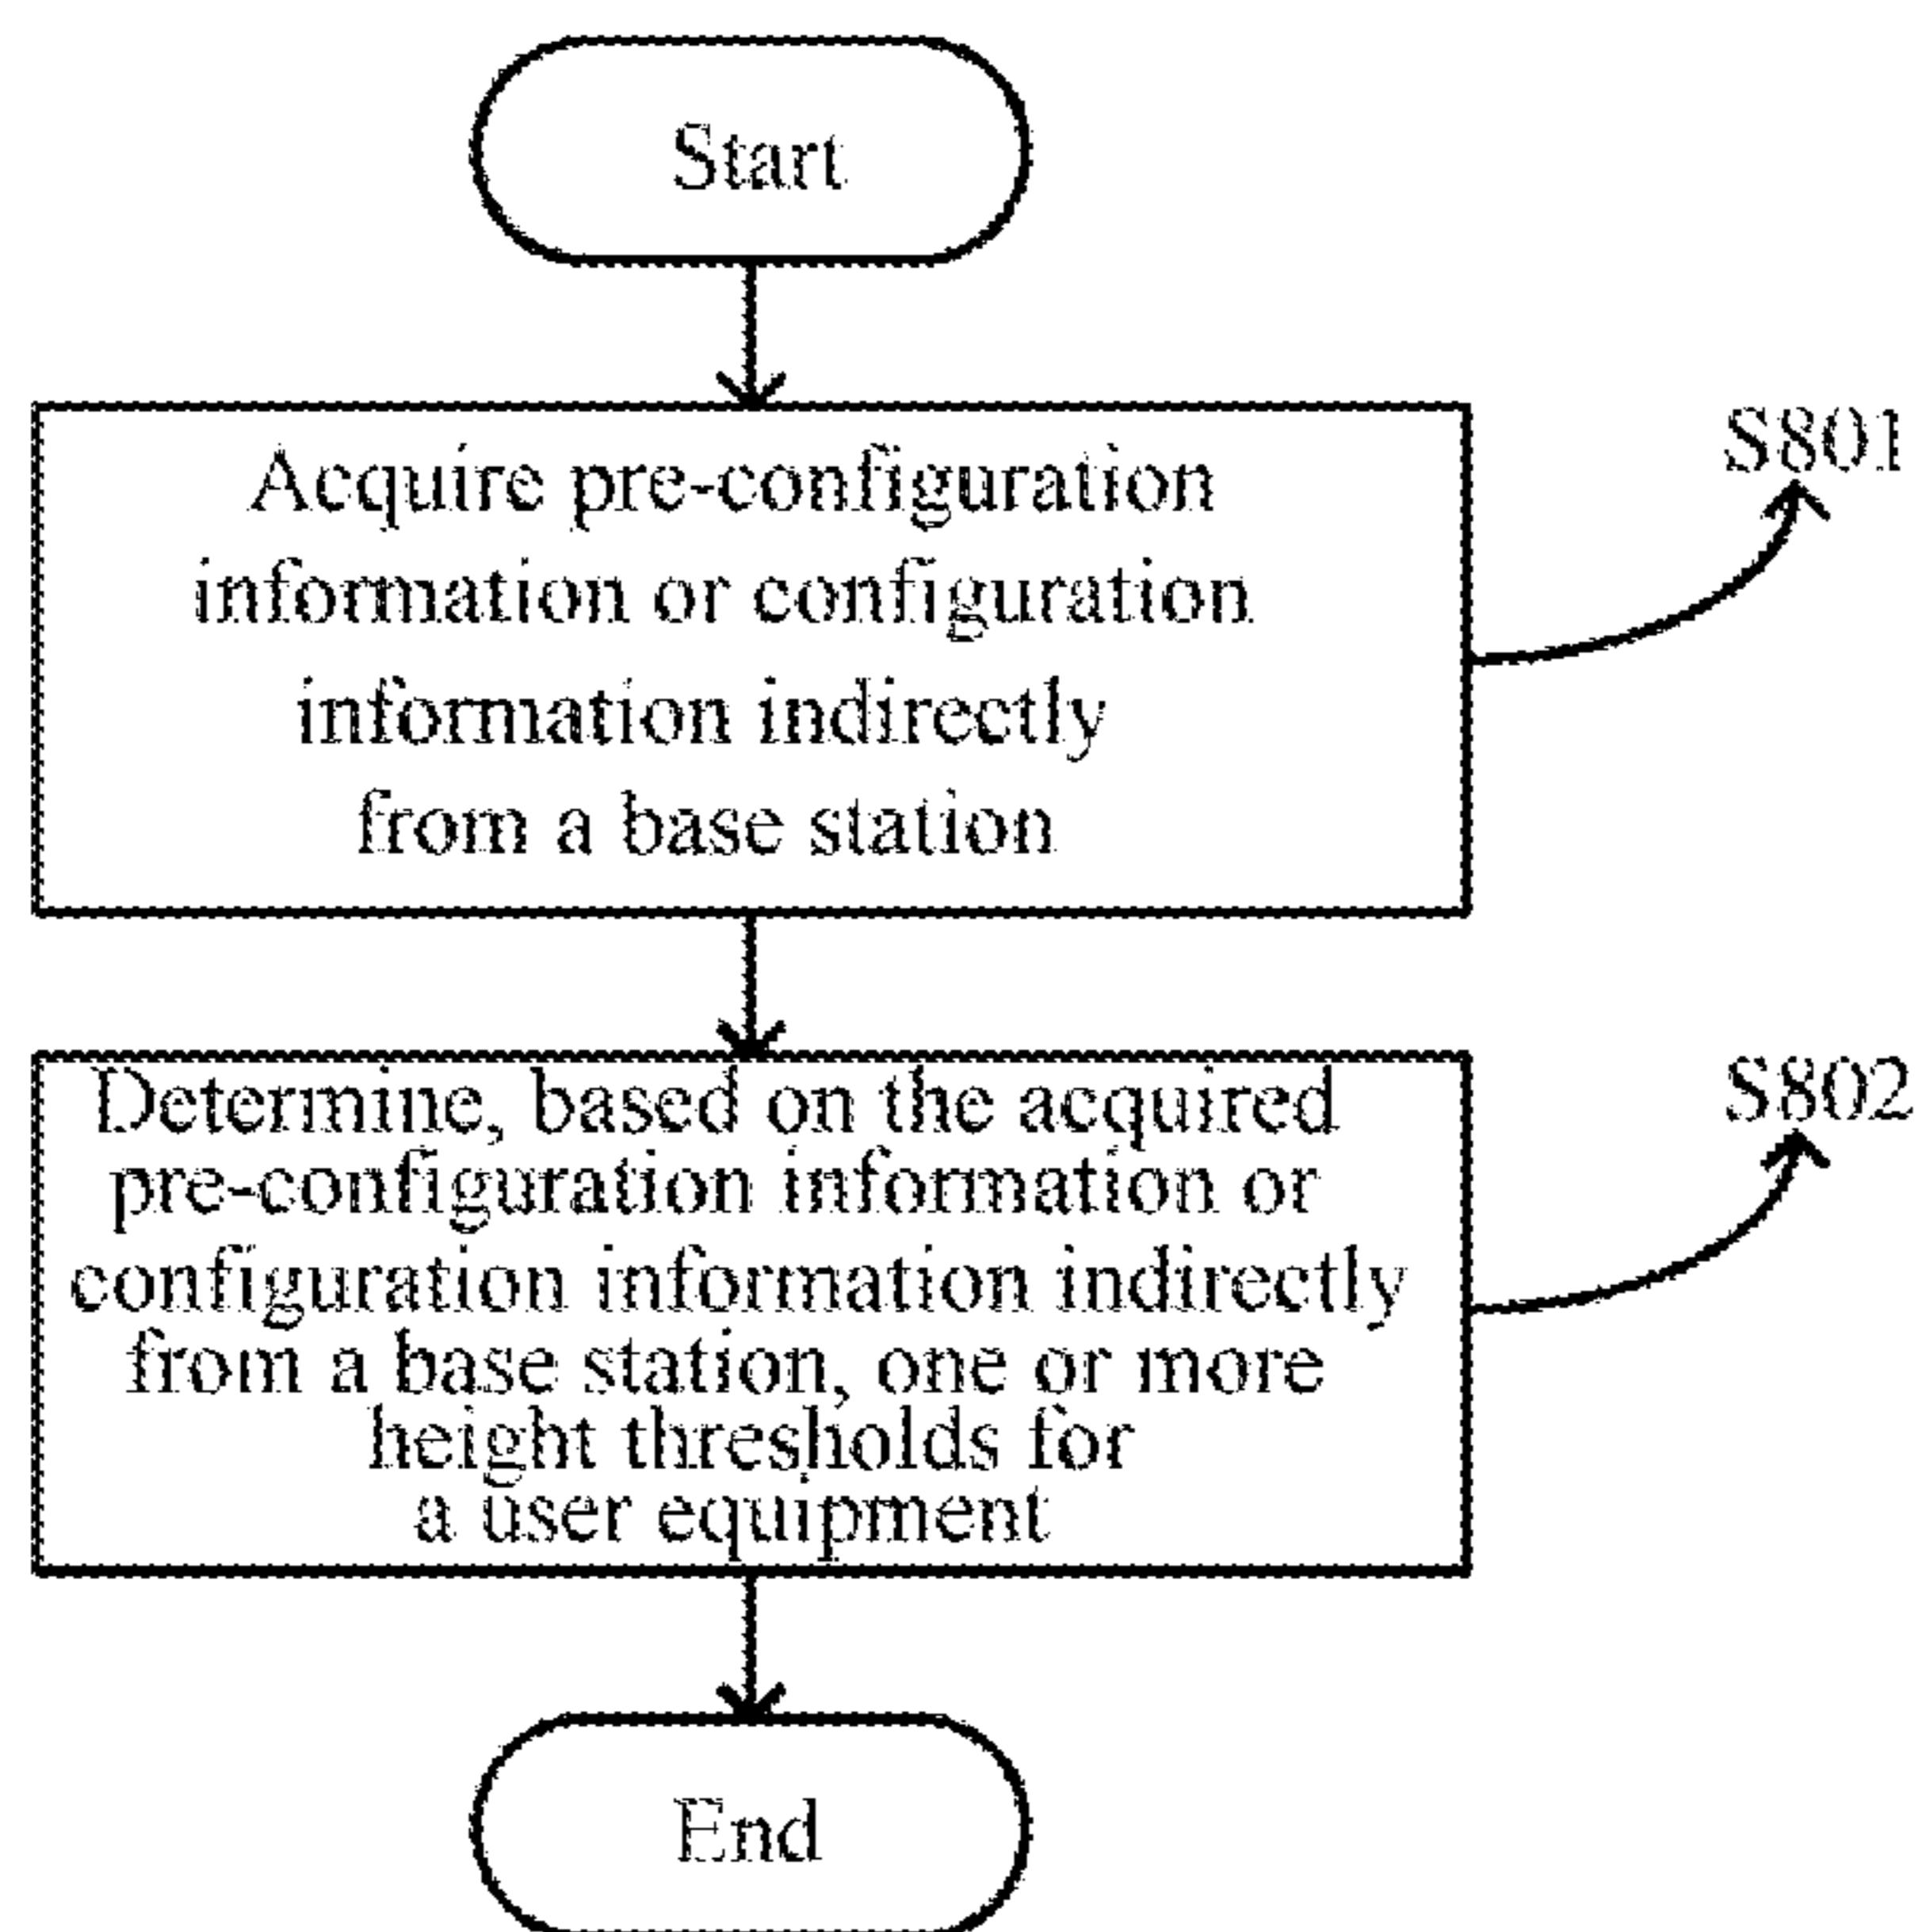 Start
Acquire pre-configuration
information or configuration
information indirectly
from a base station
S801
Determine, based on the acquired
pre-configuration information or
configuration information indirectly
from a base station, one or more
height thresholds for
a user equipment
S802
End